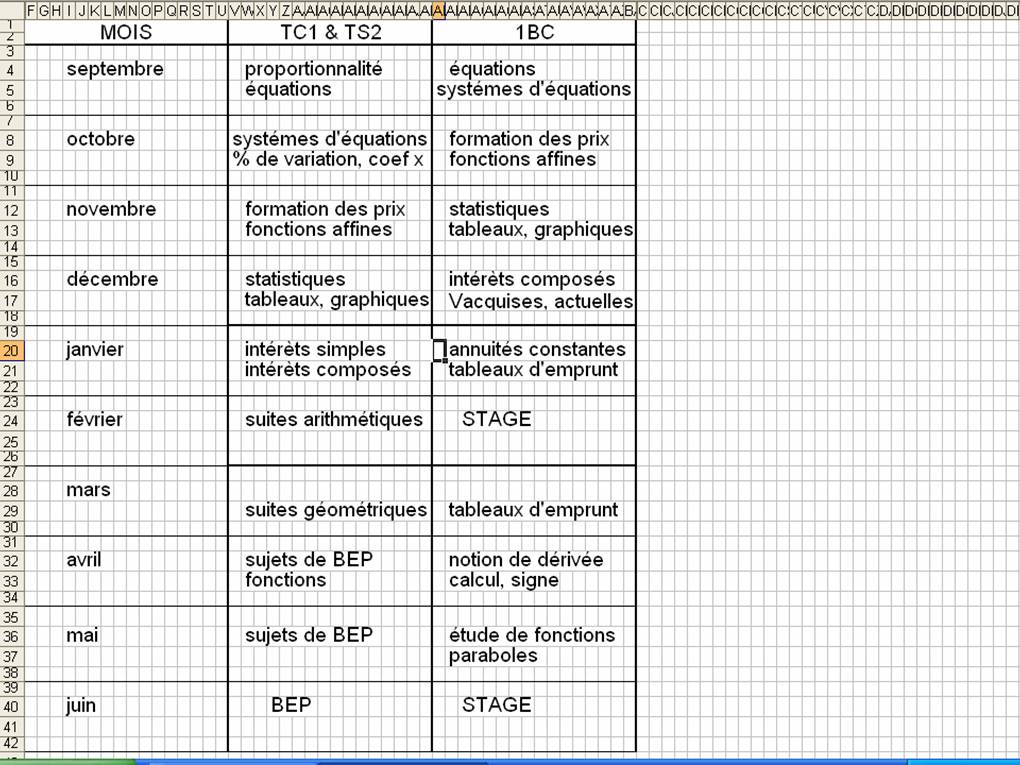 MOIS TC1 & TS2 1BC
septembre proportionnalité équations
équations systémes d'équations
octobre systémes d'équations formation des prix
% de variation, coef x fonctions affines
novembre formation des prix statistiques
fonctions affines tableaux, graphiques
décembre statistiques intérèts composés
tableaux, graphiques Vacquises, actuelles
janvier intérèts simples annuités constantes
intérèts composés tableaux d'emprunt
février suites arithmétiques STAGE
mars
suites géométriques tableaux d'emprunt
avril sujets de BEP notion de dérivée
fonctions calcul, signe
mai sujets de BEP étude de fonctions
paraboles
juin BEP STAGE